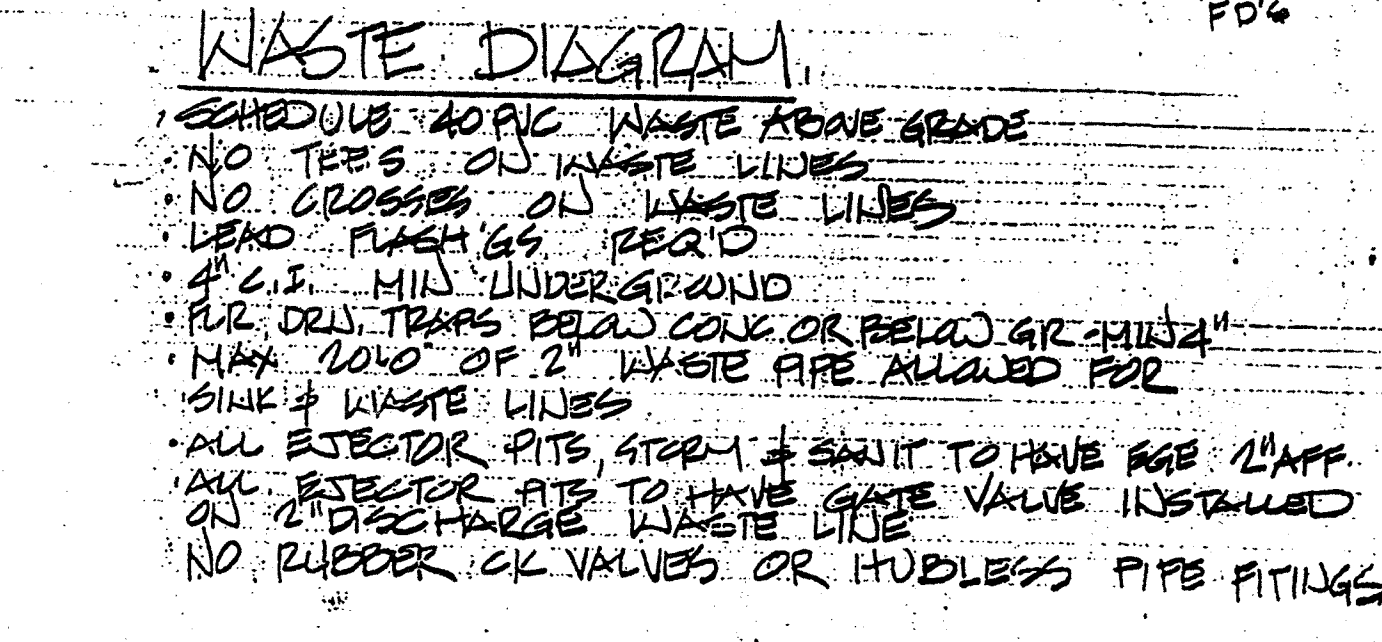 FD'S
WASTE DIAGRAM.
SCHEDULE 40 PVC WASTE ABOVE GRADE
• NO TEES ON WASTE LINES
• NO CROSSES ON WASTE LINES
• LEAD FLASH'GS REQ'D
• 4" C.I. MIN UNDERGROUND
• FLR DRN. TRAPS BELOW CONC OR BELOW GR - MIN 4"
• MAX OF 2" WASTE PIPE ALLOWED FOR
SINK & WASTE LINES
• ALL EJECTOR PITS, STORM & SANIT TO HAVE EGE 2" AFF.
ALL EJECTOR PITS TO HAVE GATE VALVE INSTALLED
ON 2" DISCHARGE WASTE LINE
NO RUBBER CK VALVES OR HUBLESS PIPE FITINGS